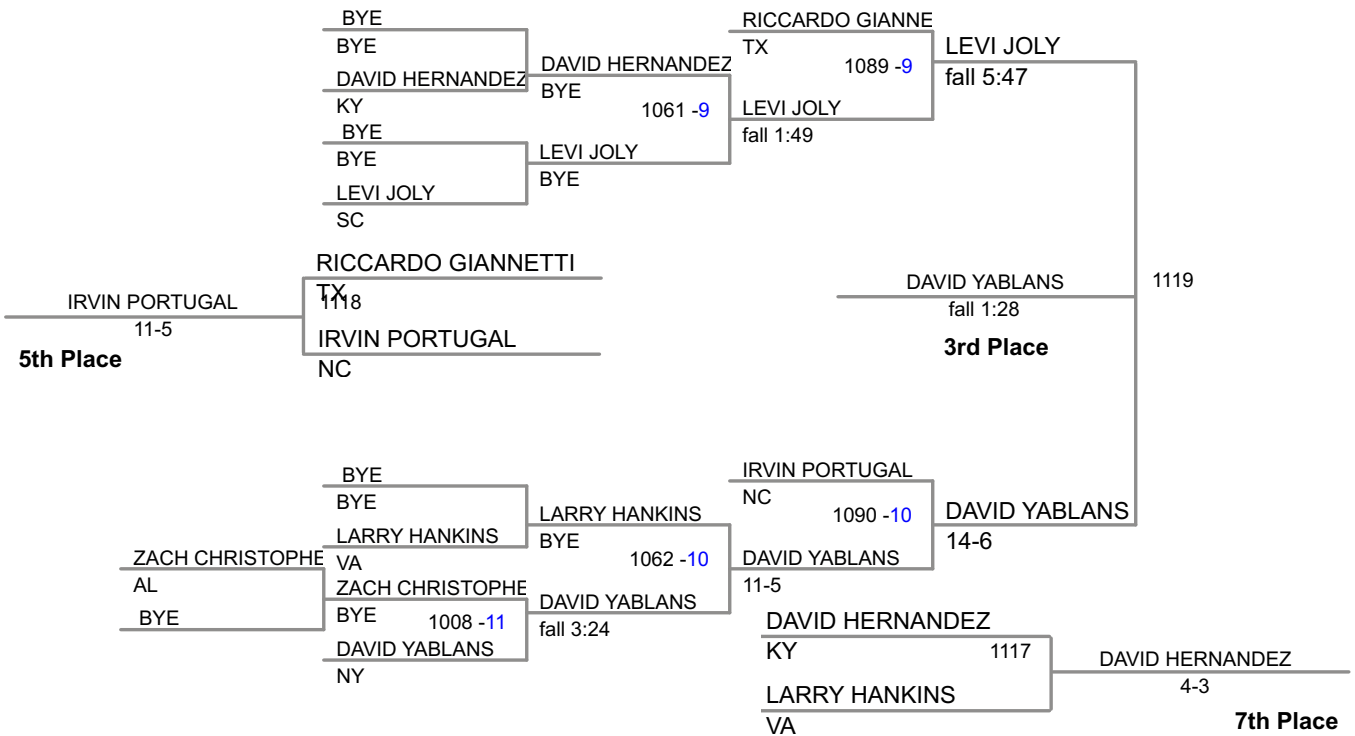 BYE
BYE
DAVID HERNANDEZ
KY
BYE
BYE
LEVI JOLY
SC
DAVID HERNANDEZ
BYE
1061 -9
LEVI JOLY
BYE
RICCARDO GIANNE
TX
1089 -9
LEVI JOLY
fall 1:49
LEVI JOLY
fall 5:47
RICCARDO GIANNETTI
TX
1118
IRVIN PORTUGAL
NC
IRVIN PORTUGAL
11-5
5th Place
DAVID YABLANS
fall 1:28
3rd Place
1119
BYE
BYE
LARRY HANKINS
VA
ZACH CHRISTOPHE
AL
BYE
ZACH CHRISTOPHE
BYE
1008 -11
DAVID YABLANS
NY
LARRY HANKINS
BYE
1062 -10
DAVID YABLANS
fall 3:24
IRVIN PORTUGAL
NC
1090 -10
DAVID YABLANS
11-5
DAVID YABLANS
14-6
DAVID HERNANDEZ
KY
1117
LARRY HANKINS
VA
DAVID HERNANDEZ
4-3
7th Place